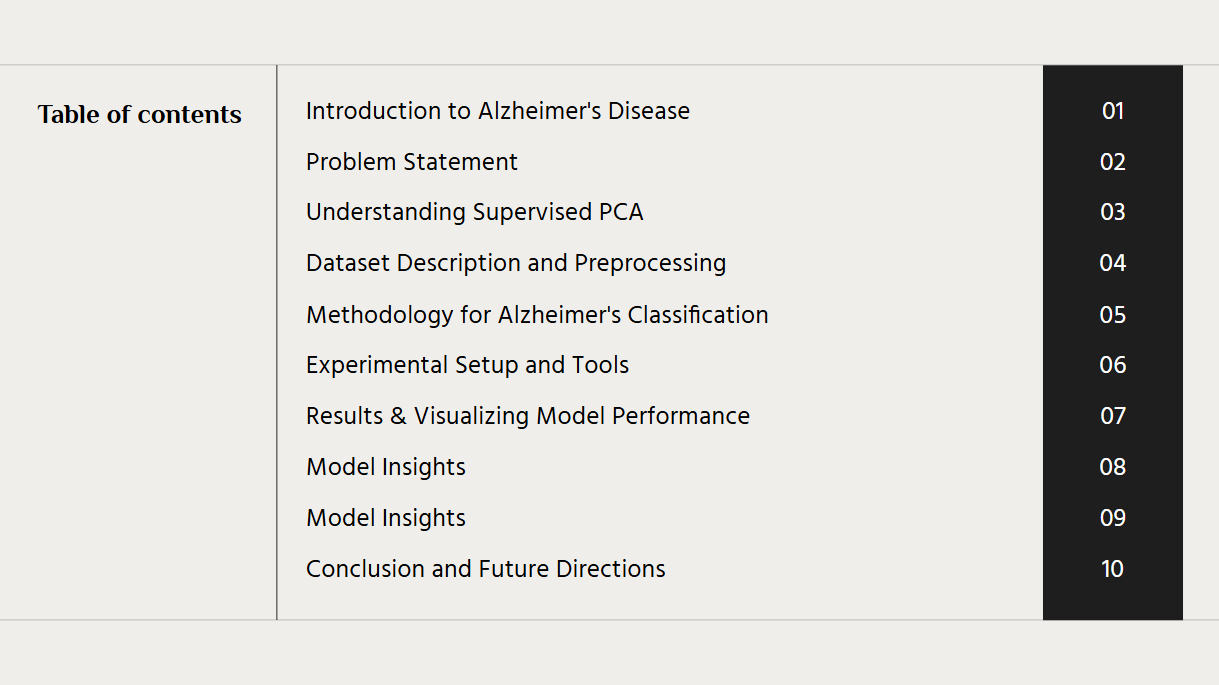 Table of contents
Introduction to Alzheimer's Disease 01
Problem Statement 02
Understanding Supervised PCA 03
Dataset Description and Preprocessing 04
Methodology for Alzheimer's Classification 05
Experimental Setup and Tools 06
Results & Visualizing Model Performance 07
Model Insights 08
Model Insights 09
Conclusion and Future Directions 10